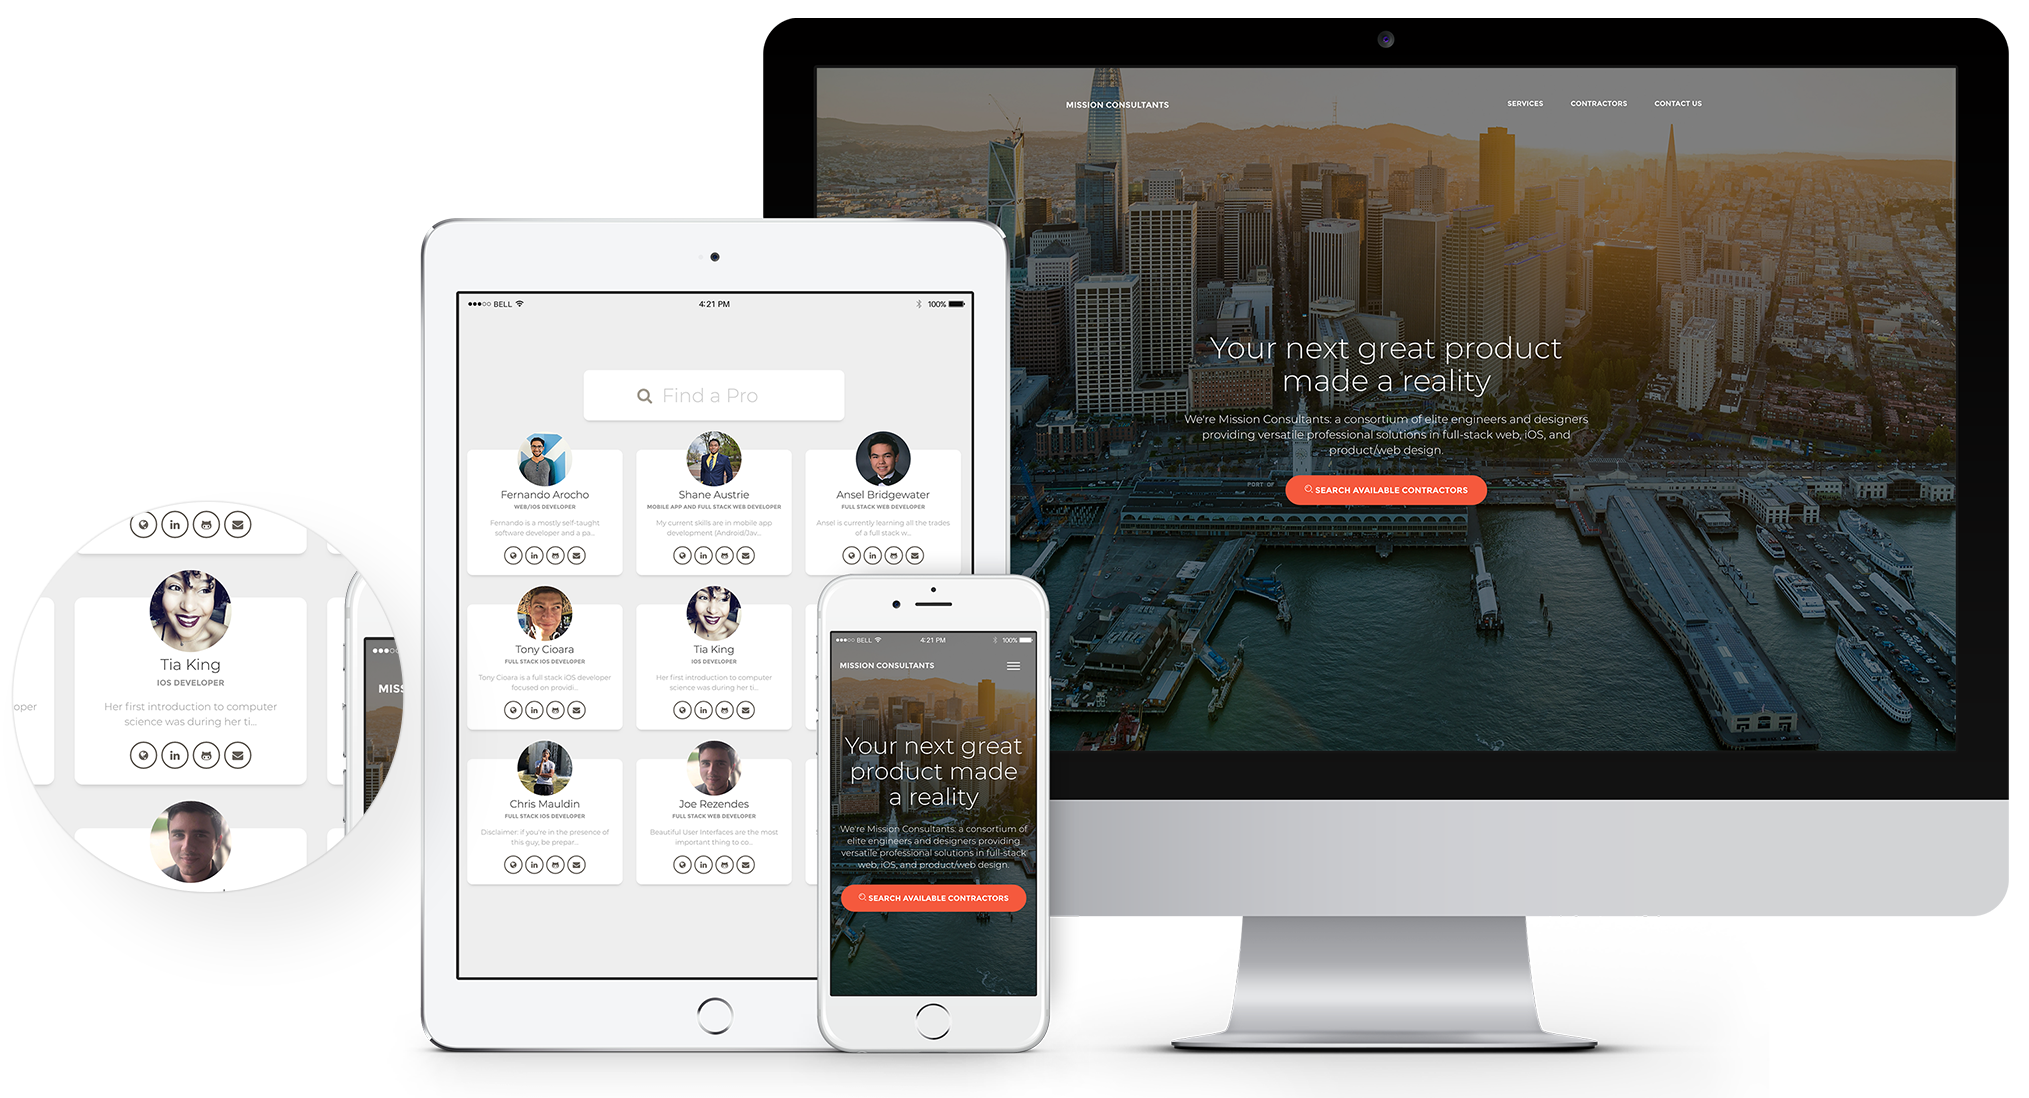 MISSION CONSULTANTS
SERVICES
CONTRACTORS
CONTACT US
Your next great product
made a reality
We're Mission Consultants: a consortium of elite engineers and designers
providing versatile professional solutions in full-stack web, iOS, and
product/web design.
SEARCH AVAILABLE CONTRACTORS
PORT OF
BELL
4:21 PM
100%
Find a Pro
Fernando Arocho
WEB/IOS DEVELOPER
Fernando is a mostly self-taught
software developer and a pa...
in
Shane Austrie
MOBILE APP AND FULL STACK WEB DEVELOPER
My current skills are in mobile app
development (Android/Jav...
in
Ansel Bridgewater
FULL STACK WEB DEVELOPER
Ansel is currently learning all the trades
of a full stack w...
in
Tony Cioara
FULL STACK IOS DEVELOPER
Tony Cioara is a full stack iOS developer
focused on providi...
in
Tia King
IOS DEVELOPER
Her first introduction to computer
science was during her ti...
in
Chris Mauldin
FULL STACK IOS DEVELOPER
Disclaimer: if you're in the presence of
this guy, be prepar...
in
Joe Rezendes
FULL STACK WEB DEVELOPER
Beautiful User Interfaces are the most
important thing to co...
in
BELL
4:21 PM
100%
MISSION CONSULTANTS
Your next great
product made
a reality
We're Mission Consultants: a consortium of
elite engineers and designers providing
versatile professional solutions in full-stack
web, iOS, and product/web design.
SEARCH AVAILABLE CONTRACTORS
in
Tia King
IOS DEVELOPER
Her first introduction to computer
science was during her ti...
in
oper
MISS